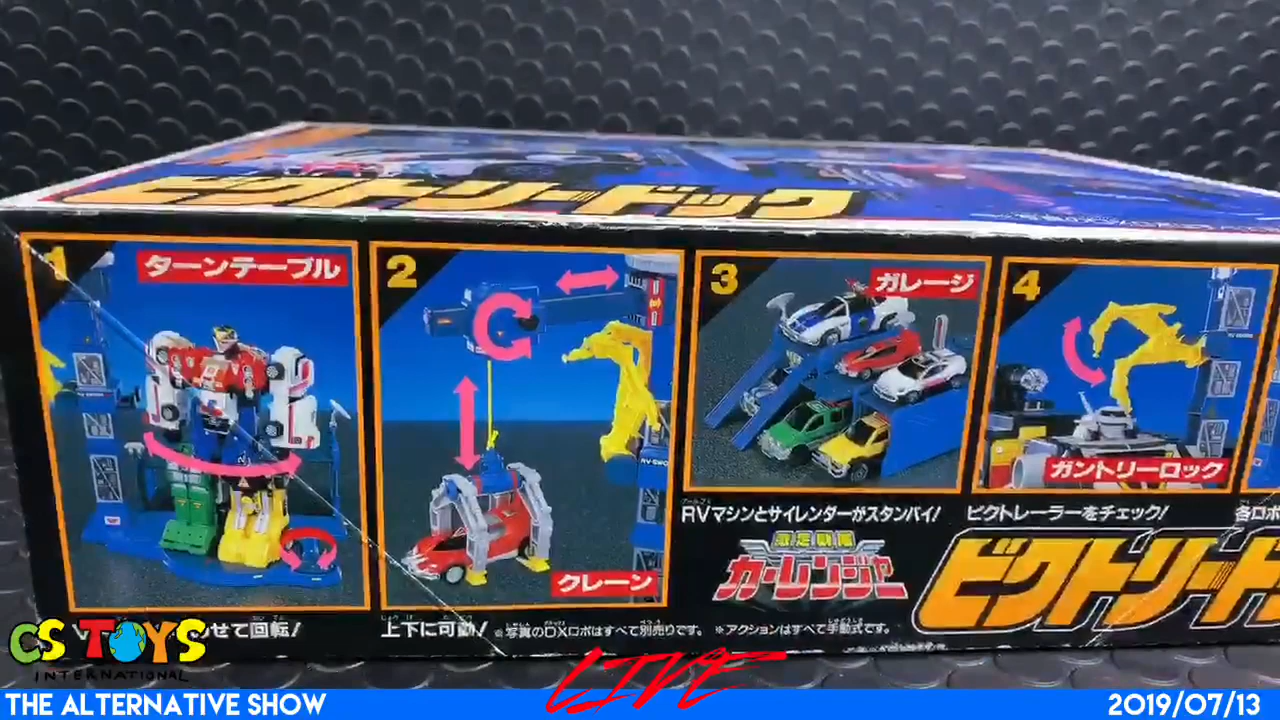 ビクトリードック
1
ターンテーブル
2
3
ガレージ
4
RV-SWORD
クレーン
ガントリーロック
RVマシンとサイレンダーがスタンバイ!
ビクトレーラーをチェック!
各ロボ
激走戦隊
カーレンジャー
ビクトリード
わせて回転!
上下に可動!
※写真のDXロボはすべて別売りです。
※アクションはすべて手動式です。
CS TOYS
INTERNATIONAL
LIVE
THE ALTERNATIVE SHOW
2019/07/13